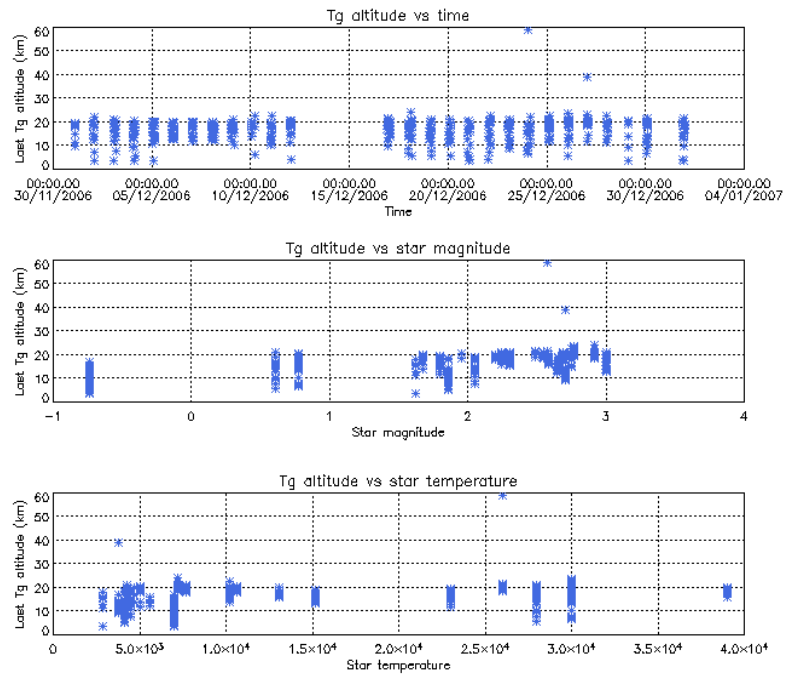 Tg altitude vs time
60
50
40
30
20
10
0
Last Tg altitude (km)
00:00.00 00:00.00 00:00.00 00:00.00 00:00.00 00:00.00 00:00.00 00:00.00
30/11/2006 05/12/2006 10/12/2006 15/12/2006 20/12/2006 25/12/2006 30/12/2006 04/01/2007
Time
Tg altitude vs star magnitude
60
50
40
30
20
10
0
Last Tg altitude (km)
-1 0 1 2 3 4
Star magnitude
Tg altitude vs star temperature
60
50
40
30
20
10
0
Last Tg altitude (km)
0 5.0×10³ 1.0×10⁴ 1.5×10⁴ 2.0×10⁴ 2.5×10⁴ 3.0×10⁴ 3.5×10⁴ 4.0×10⁴
Star temperature